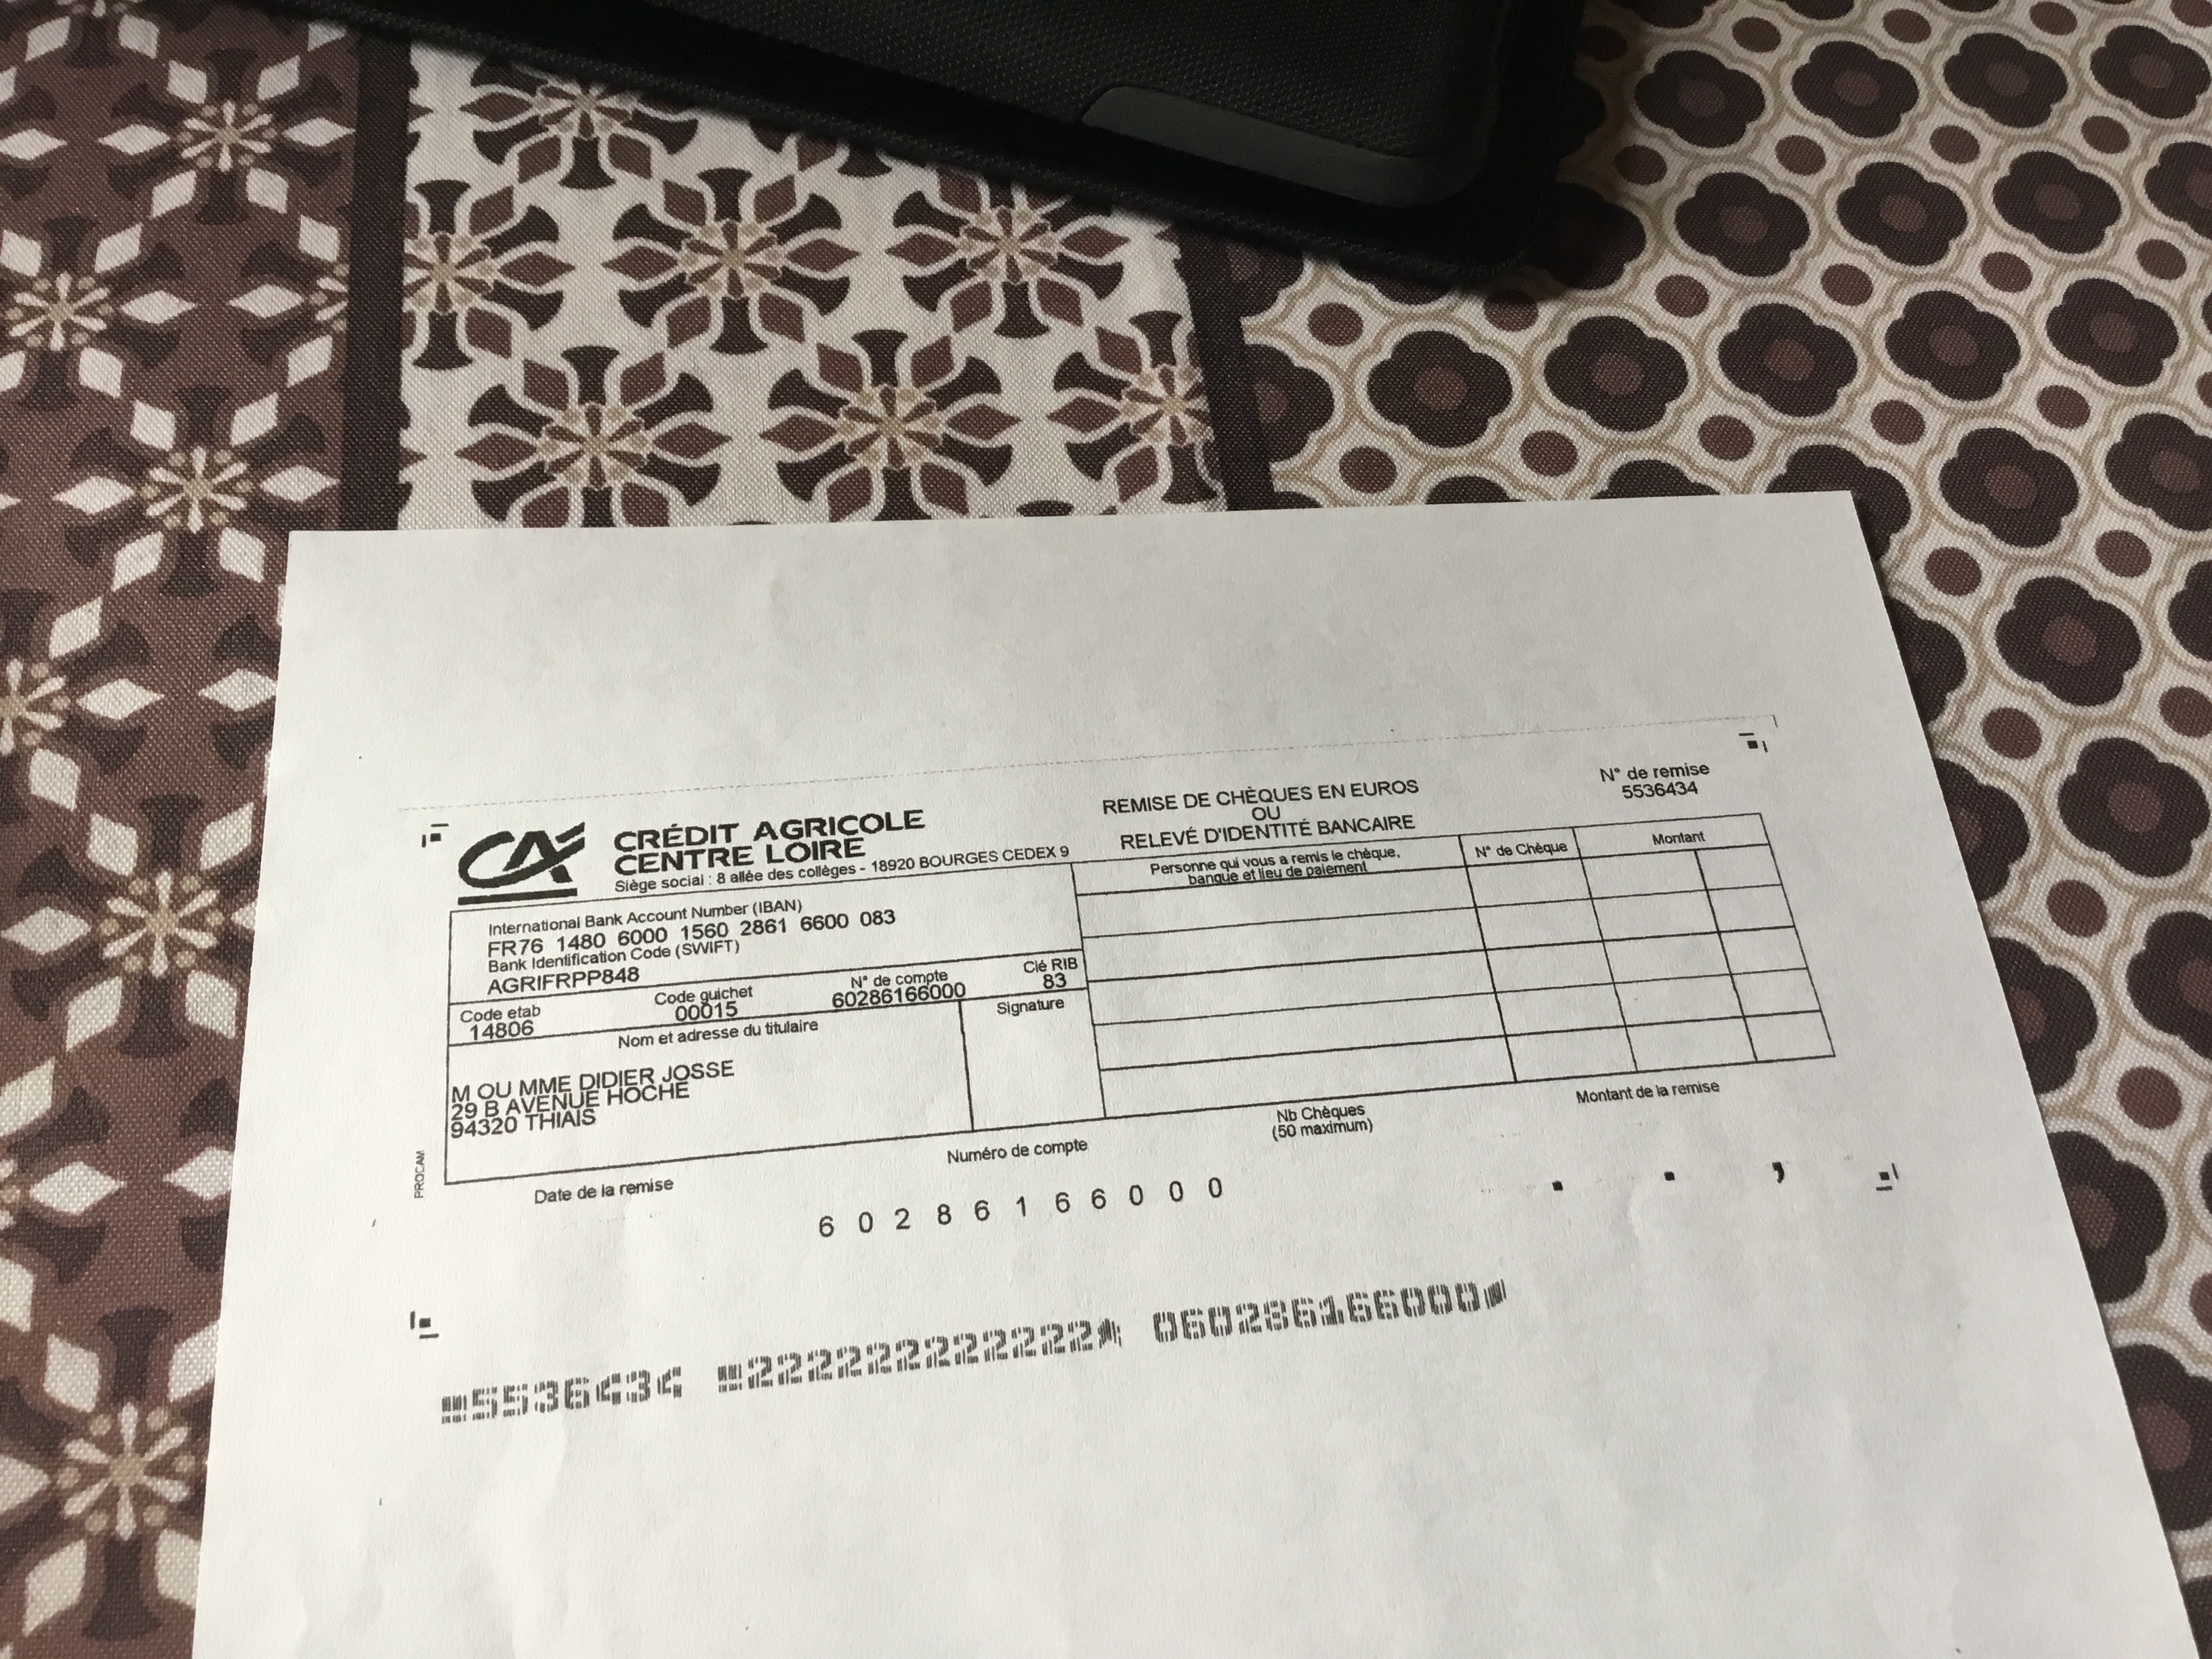 CRÉDIT AGRICOLE
CENTRE LOIRE
Siège social : 8 allée des collèges - 18920 BOURGES CEDEX 9
REMISE DE CHÈQUES EN EUROS
OU
RELEVÉ D'IDENTITÉ BANCAIRE
N° de remise
5536434
Personne qui vous a remis le chèque,
banque et lieu de paiement
N° de Chèque
Montant
International Bank Account Number (IBAN)
FR76 1480 6000 1560 2861 6600 083
Bank Identification Code (SWIFT)
AGRIFRPP848
Code etab
14806
Code guichet
00015
N° de compte
60286166000
Clé RIB
83
Nom et adresse du titulaire
Signature
M OU MME DIDIER JOSSE
29 B AVENUE HOCHE
94320 THIAIS
PROCAM
Date de la remise
Numéro de compte
Nb Chèques
(50 maximum)
Montant de la remise
6 0 2 8 6 1 6 6 0 0 0
5536434 222222222222 060286166000